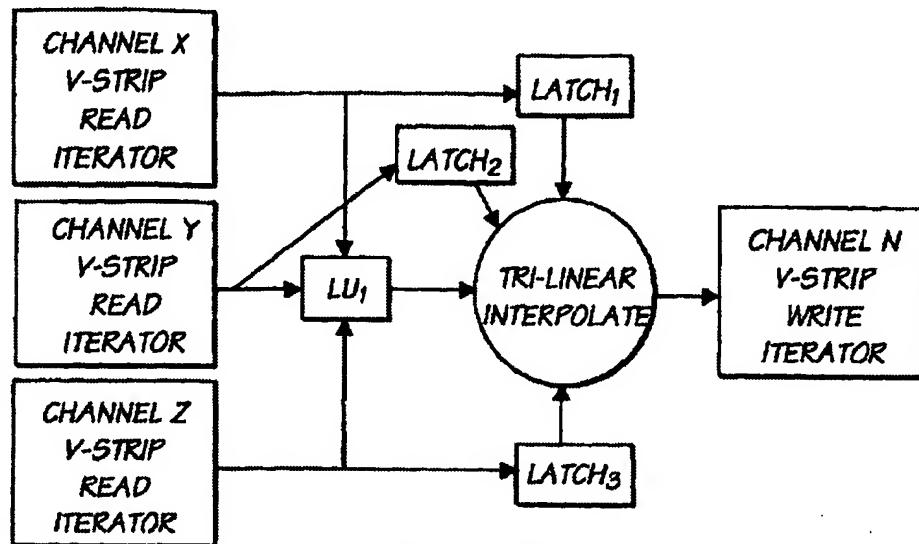 CHANNEL X
V-STRIP
READ
ITERATOR
LATCH₁
LATCH₂
CHANNEL Y
V-STRIP
READ
ITERATOR
LU₁
TRI-LINEAR
INTERPOLATE
CHANNEL N
V-STRIP
WRITE
ITERATOR
CHANNEL Z
V-STRIP
READ
ITERATOR
LATCH₃